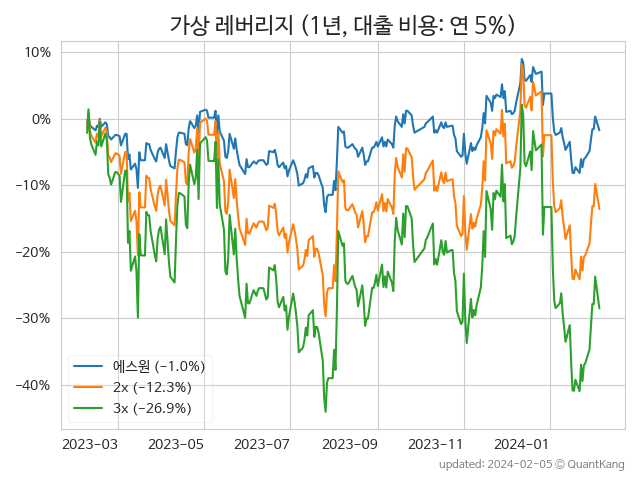 가상 레버리지 (1년, 대출 비용: 연 5%)
10%
0%
−10%
−20%
−30%
−40%
에스원 (−1.0%)
2x (−12.3%)
3x (−26.9%)
2023-03 2023-05 2023-07 2023-09 2023-11 2024-01
updated: 2024-02-05 © QuantKang